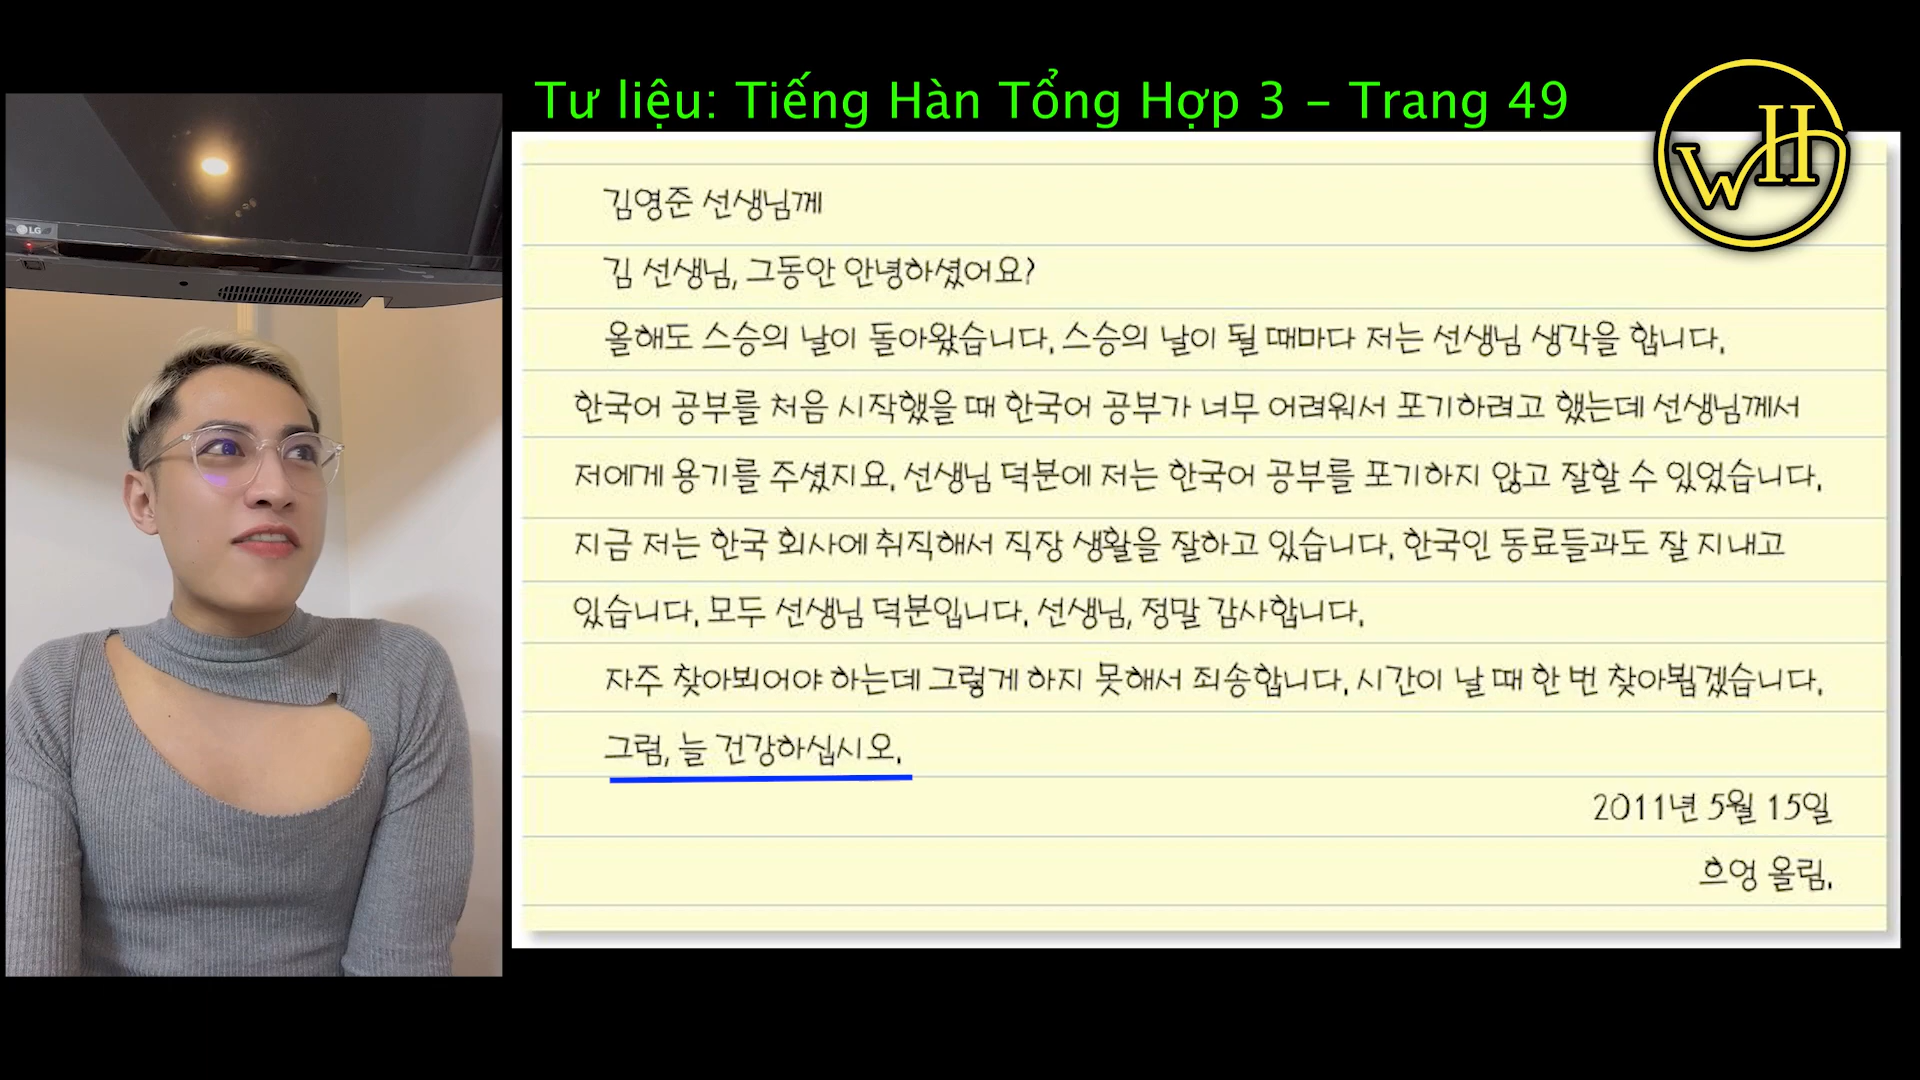 Tư liệu: Tiếng Hàn Tổng Hợp 3 – Trang 49
WH
LG
김영준 선생님께
김 선생님, 그동안 안녕하셨어요?
올해도 스승의 날이 돌아왔습니다. 스승의 날이 될 때마다 저는 선생님 생각을 합니다.
한국어 공부를 처음 시작했을 때 한국어 공부가 너무 어려워서 포기하려고 했는데 선생님께서
저에게 용기를 주셨지요. 선생님 덕분에 저는 한국어 공부를 포기하지 않고 잘할 수 있었습니다.
지금 저는 한국 회사에 취직해서 직장 생활을 잘하고 있습니다. 한국인 동료들과도 잘 지내고
있습니다. 모두 선생님 덕분입니다. 선생님, 정말 감사합니다.
자주 찾아뵈어야 하는데 그렇게 하지 못해서 죄송합니다. 시간이 날 때 한 번 찾아뵙겠습니다.
그럼, 늘 건강하십시오.
2011년 5월 15일
흐엉 올림.